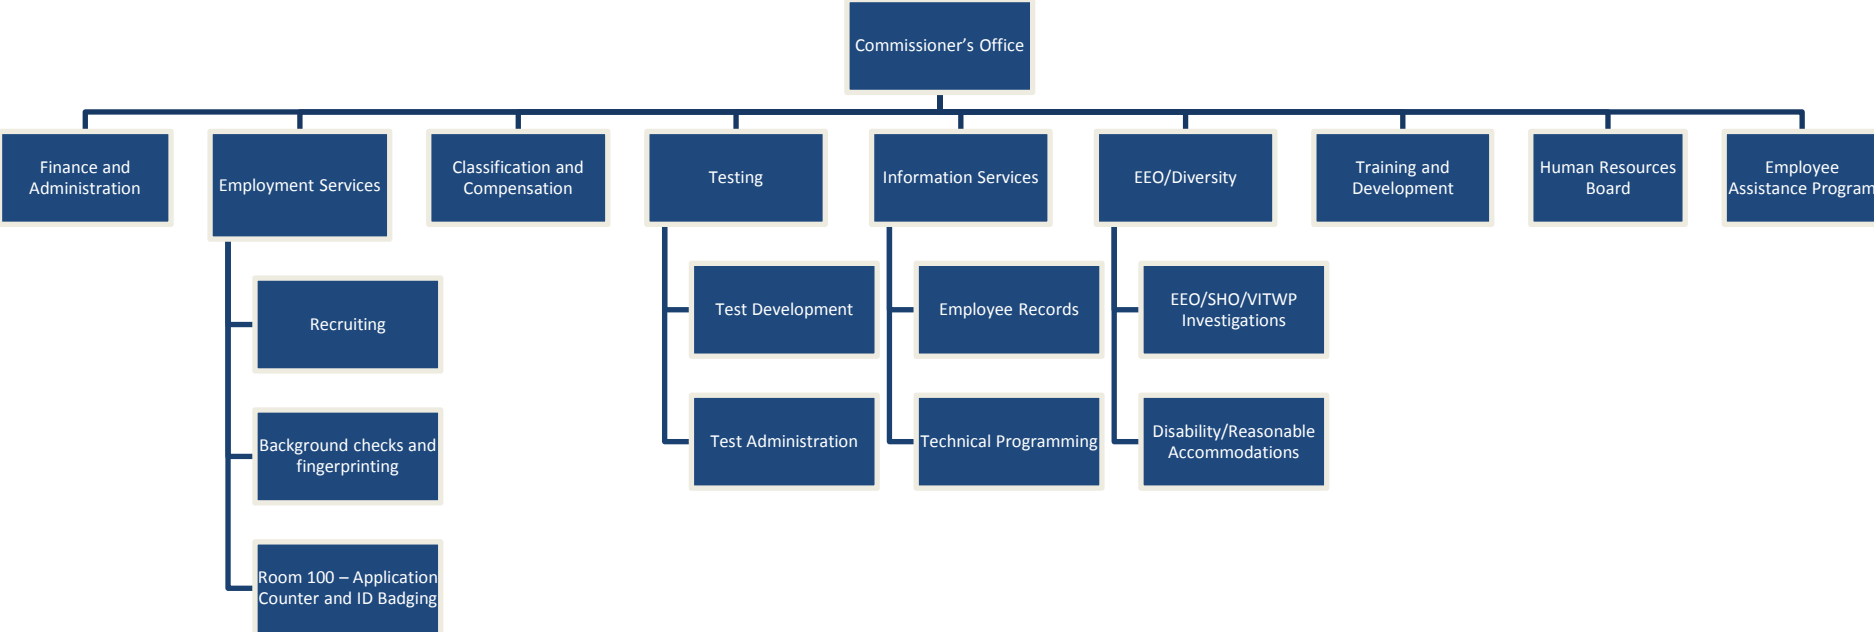 Commissioner’s Office
Finance and
Administration
Employment Services
Classification and
Compensation
Testing
Information Services
EEO/Diversity
Training and
Development
Human Resources
Board
Employee
Assistance Program
Recruiting
Background checks and
fingerprinting
Room 100 – Application
Counter and ID Badging
Test Development
Test Administration
Employee Records
Technical Programming
EEO/SHO/VITWP
Investigations
Disability/Reasonable
Accommodations